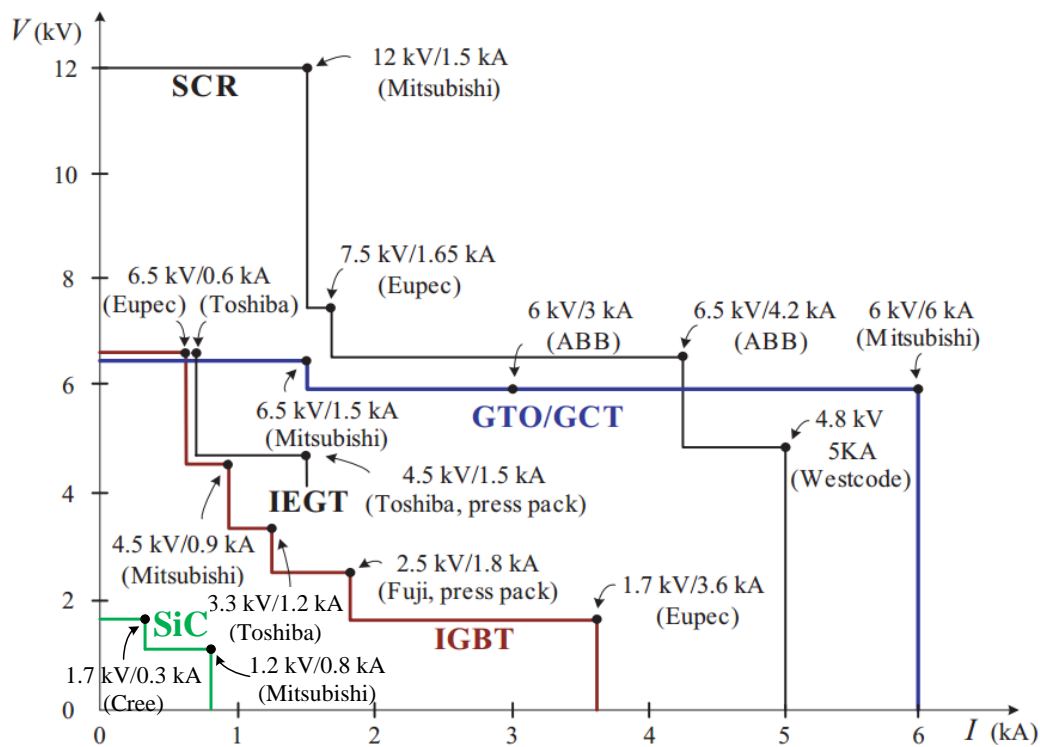 V (kV)
12
10
8
6
4
2
0
0
1
2
3
4
5
6
I (kA)
SCR
12 kV/1.5 kA
(Mitsubishi)
7.5 kV/1.65 kA
(Eupec)
6.5 kV/0.6 kA
(Eupec)
(Toshiba)
6 kV/3 kA
(ABB)
6.5 kV/4.2 kA
(ABB)
6 kV/6 kA
(Mitsubishi)
6.5 kV/1.5 kA
(Mitsubishi)
GTO/GCT
4.8 kV
5KA
(Westcode)
IEGT
4.5 kV/1.5 kA
(Toshiba, press pack)
4.5 kV/0.9 kA
(Mitsubishi)
2.5 kV/1.8 kA
(Fuji, press pack)
3.3 kV/1.2 kA
(Toshiba)
1.7 kV/3.6 kA
(Eupec)
IGBT
SiC
1.7 kV/0.3 kA
(Cree)
1.2 kV/0.8 kA
(Mitsubishi)